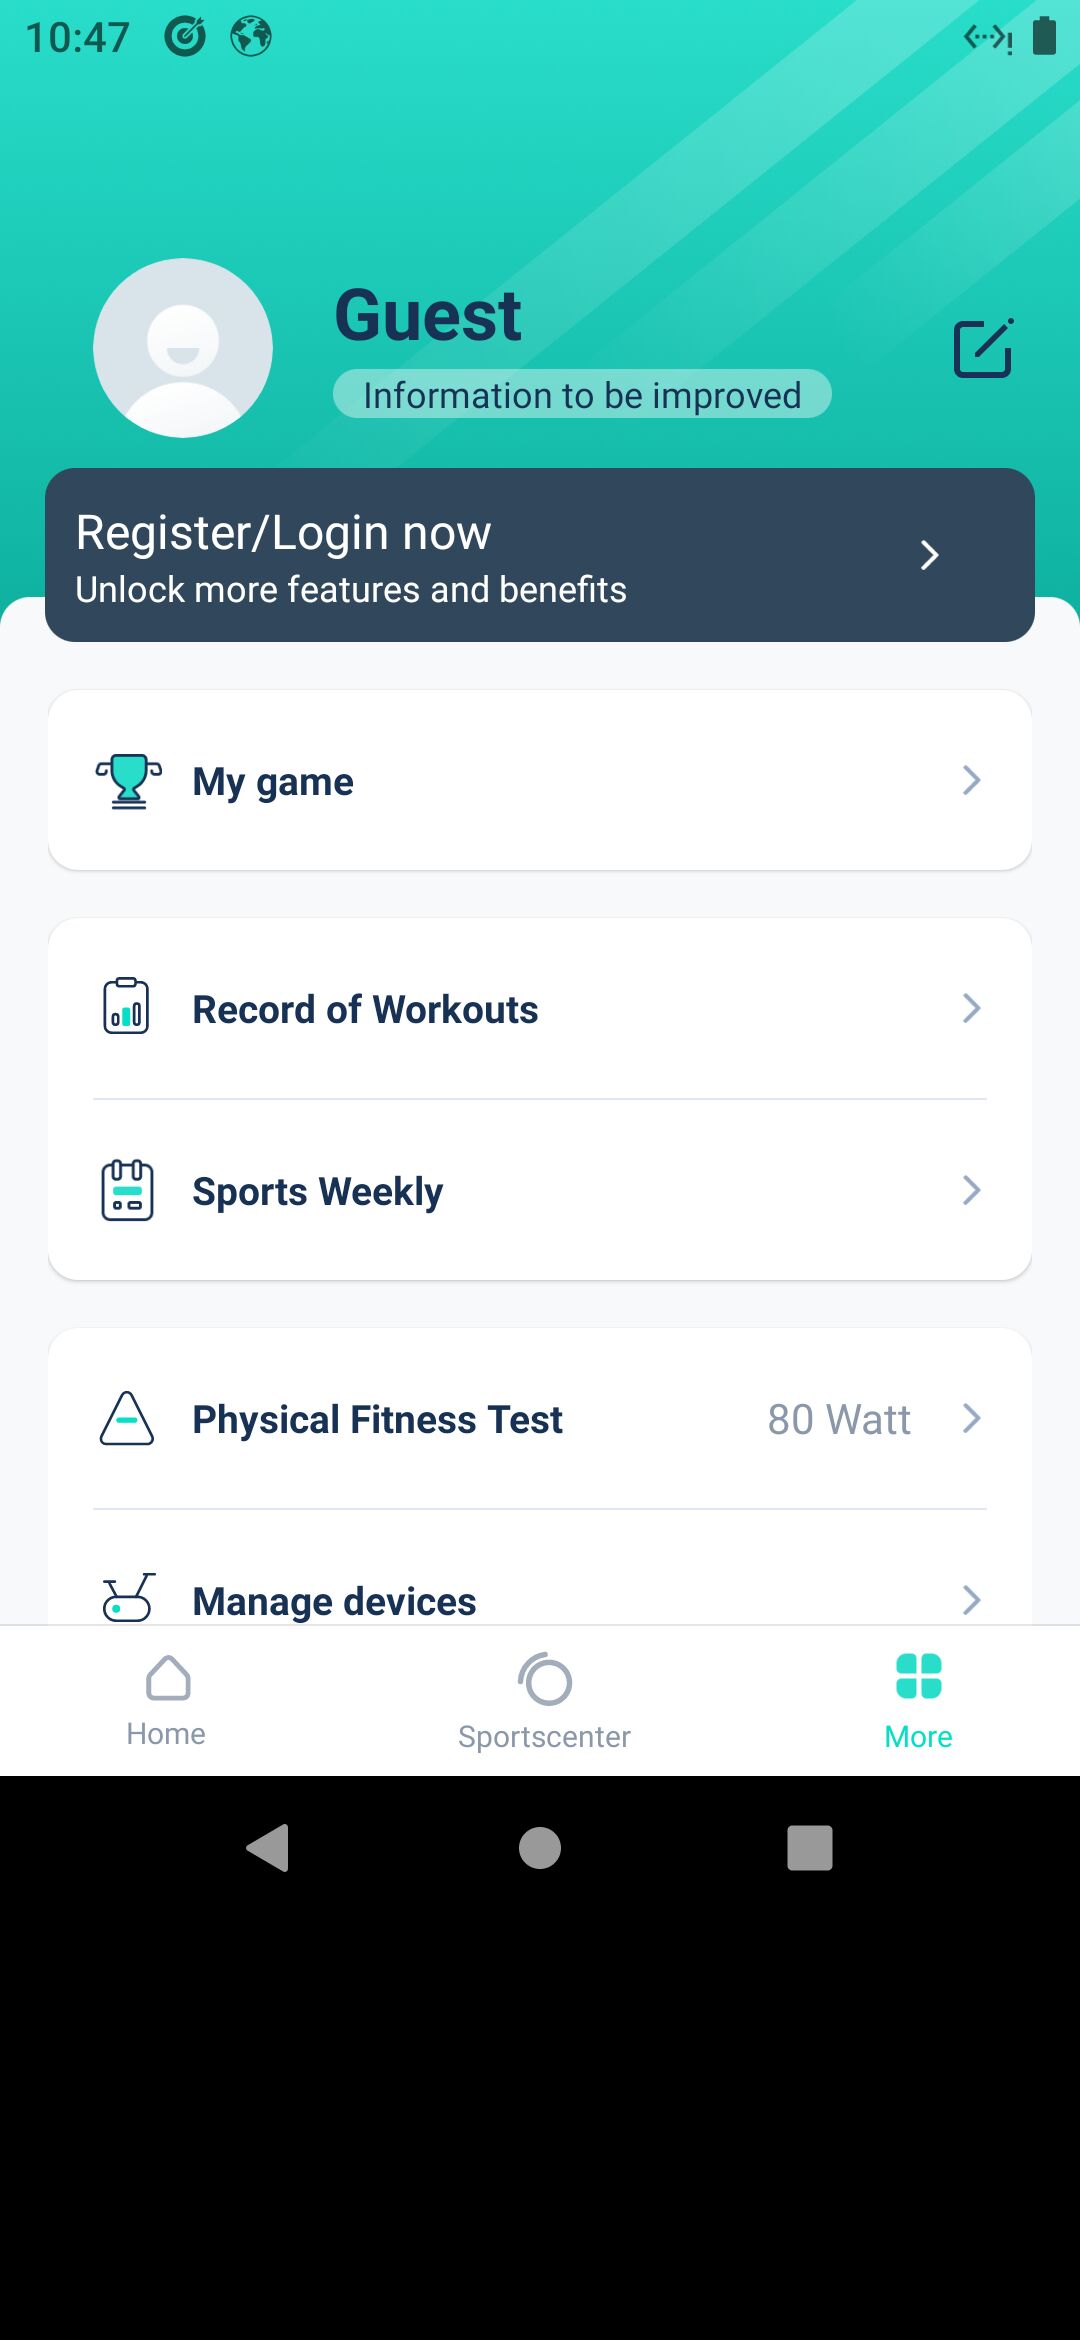 10:47
Guest
Information to be improved
Register/Login now
Unlock more features and benefits
My game
Record of Workouts
Sports Weekly
Physical Fitness Test
80 Watt
Manage devices
Home
Sportscenter
More